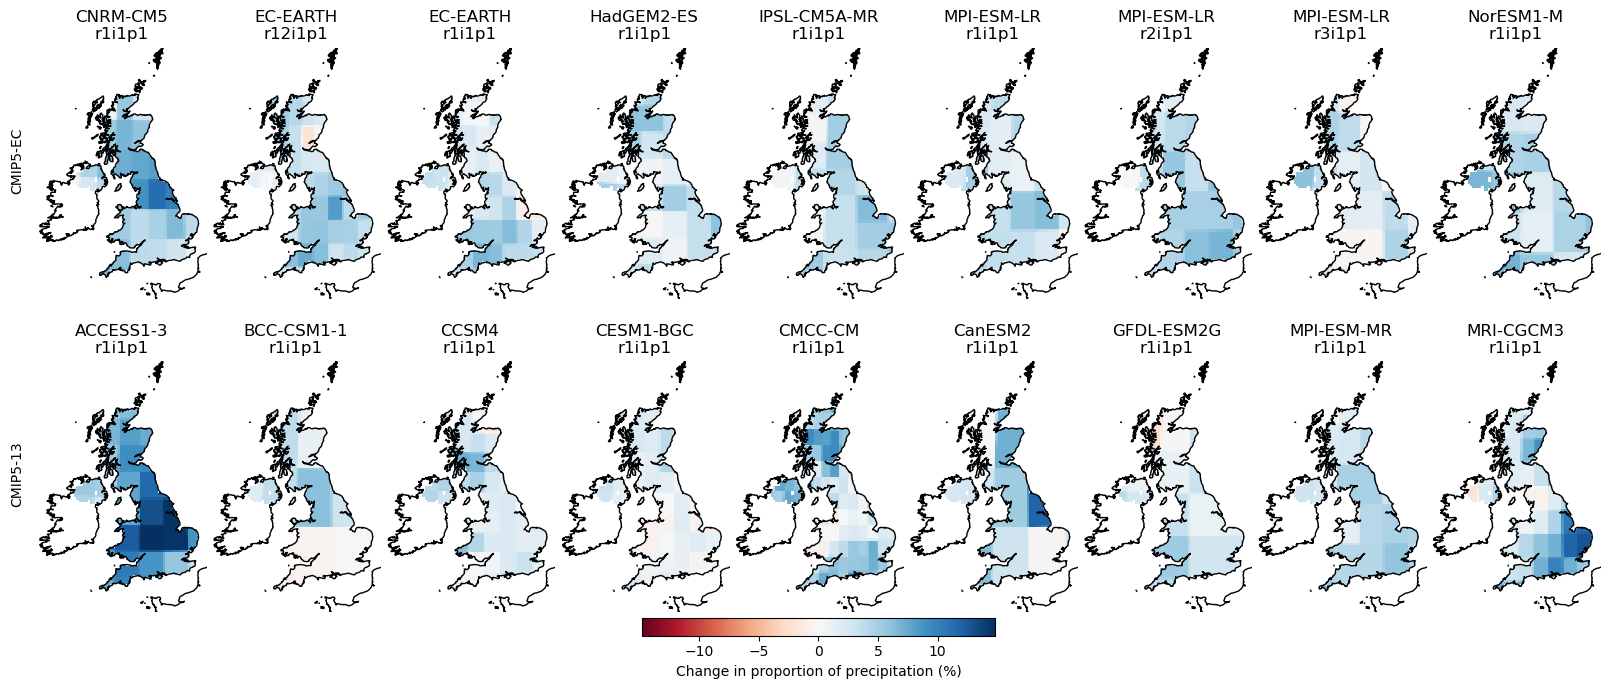 CNRM-CM5 EC-EARTH EC-EARTH HadGEM2-ES IPSL-CM5A-MR MPI-ESM-LR MPI-ESM-LR MPI-ESM-LR NorESM1-M
r1i1p1 r12i1p1 r1i1p1 r1i1p1 r1i1p1 r1i1p1 r2i1p1 r3i1p1 r1i1p1
CMIP5-EC
ACCESS1-3 BCC-CSM1-1 CCSM4 CESM1-BGC CMCC-CM CanESM2 GFDL-ESM2G MPI-ESM-MR MRI-CGCM3
r1i1p1 r1i1p1 r1i1p1 r1i1p1 r1i1p1 r1i1p1 r1i1p1 r1i1p1 r1i1p1
CMIP5-13
−10 −5 0 5 10
Change in proportion of precipitation (%)